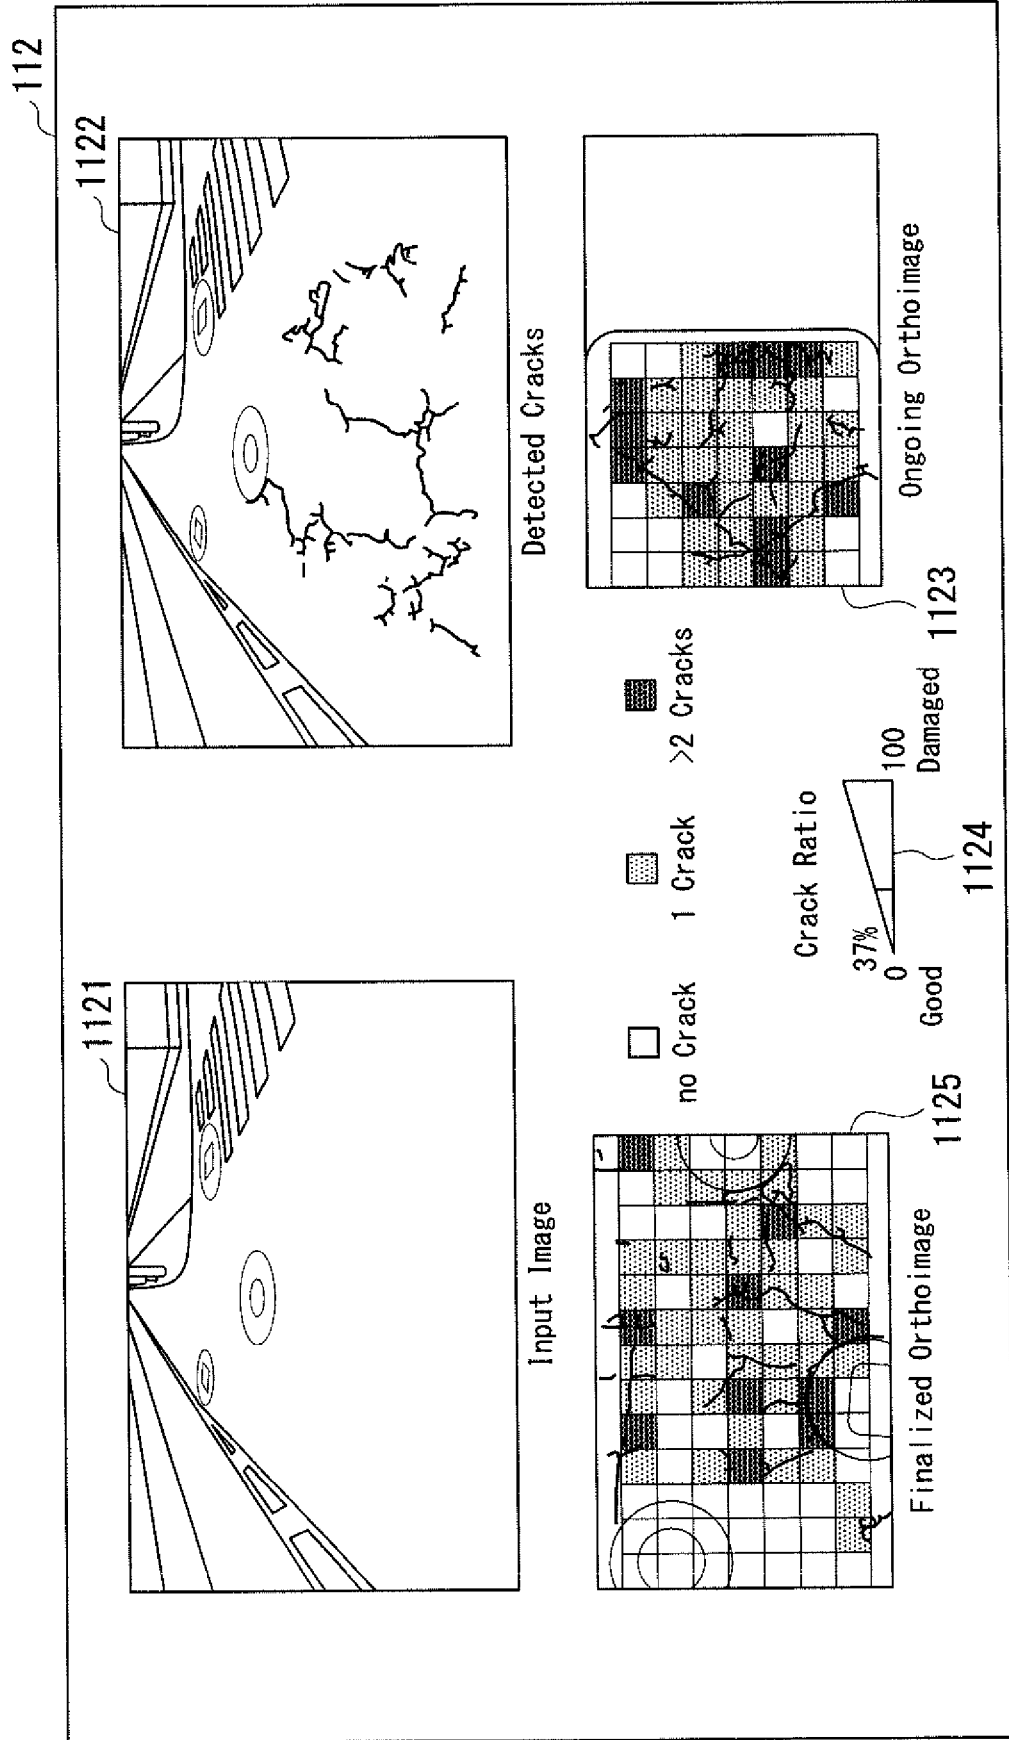 112
1121
1122
Input Image
Detected Cracks
no Crack
1 Crack
>2 Cracks
Crack Ratio
37%
0
100
Good
Damaged
1124
1125
1123
Finalized Orthoimage
Ongoing Orthoimage